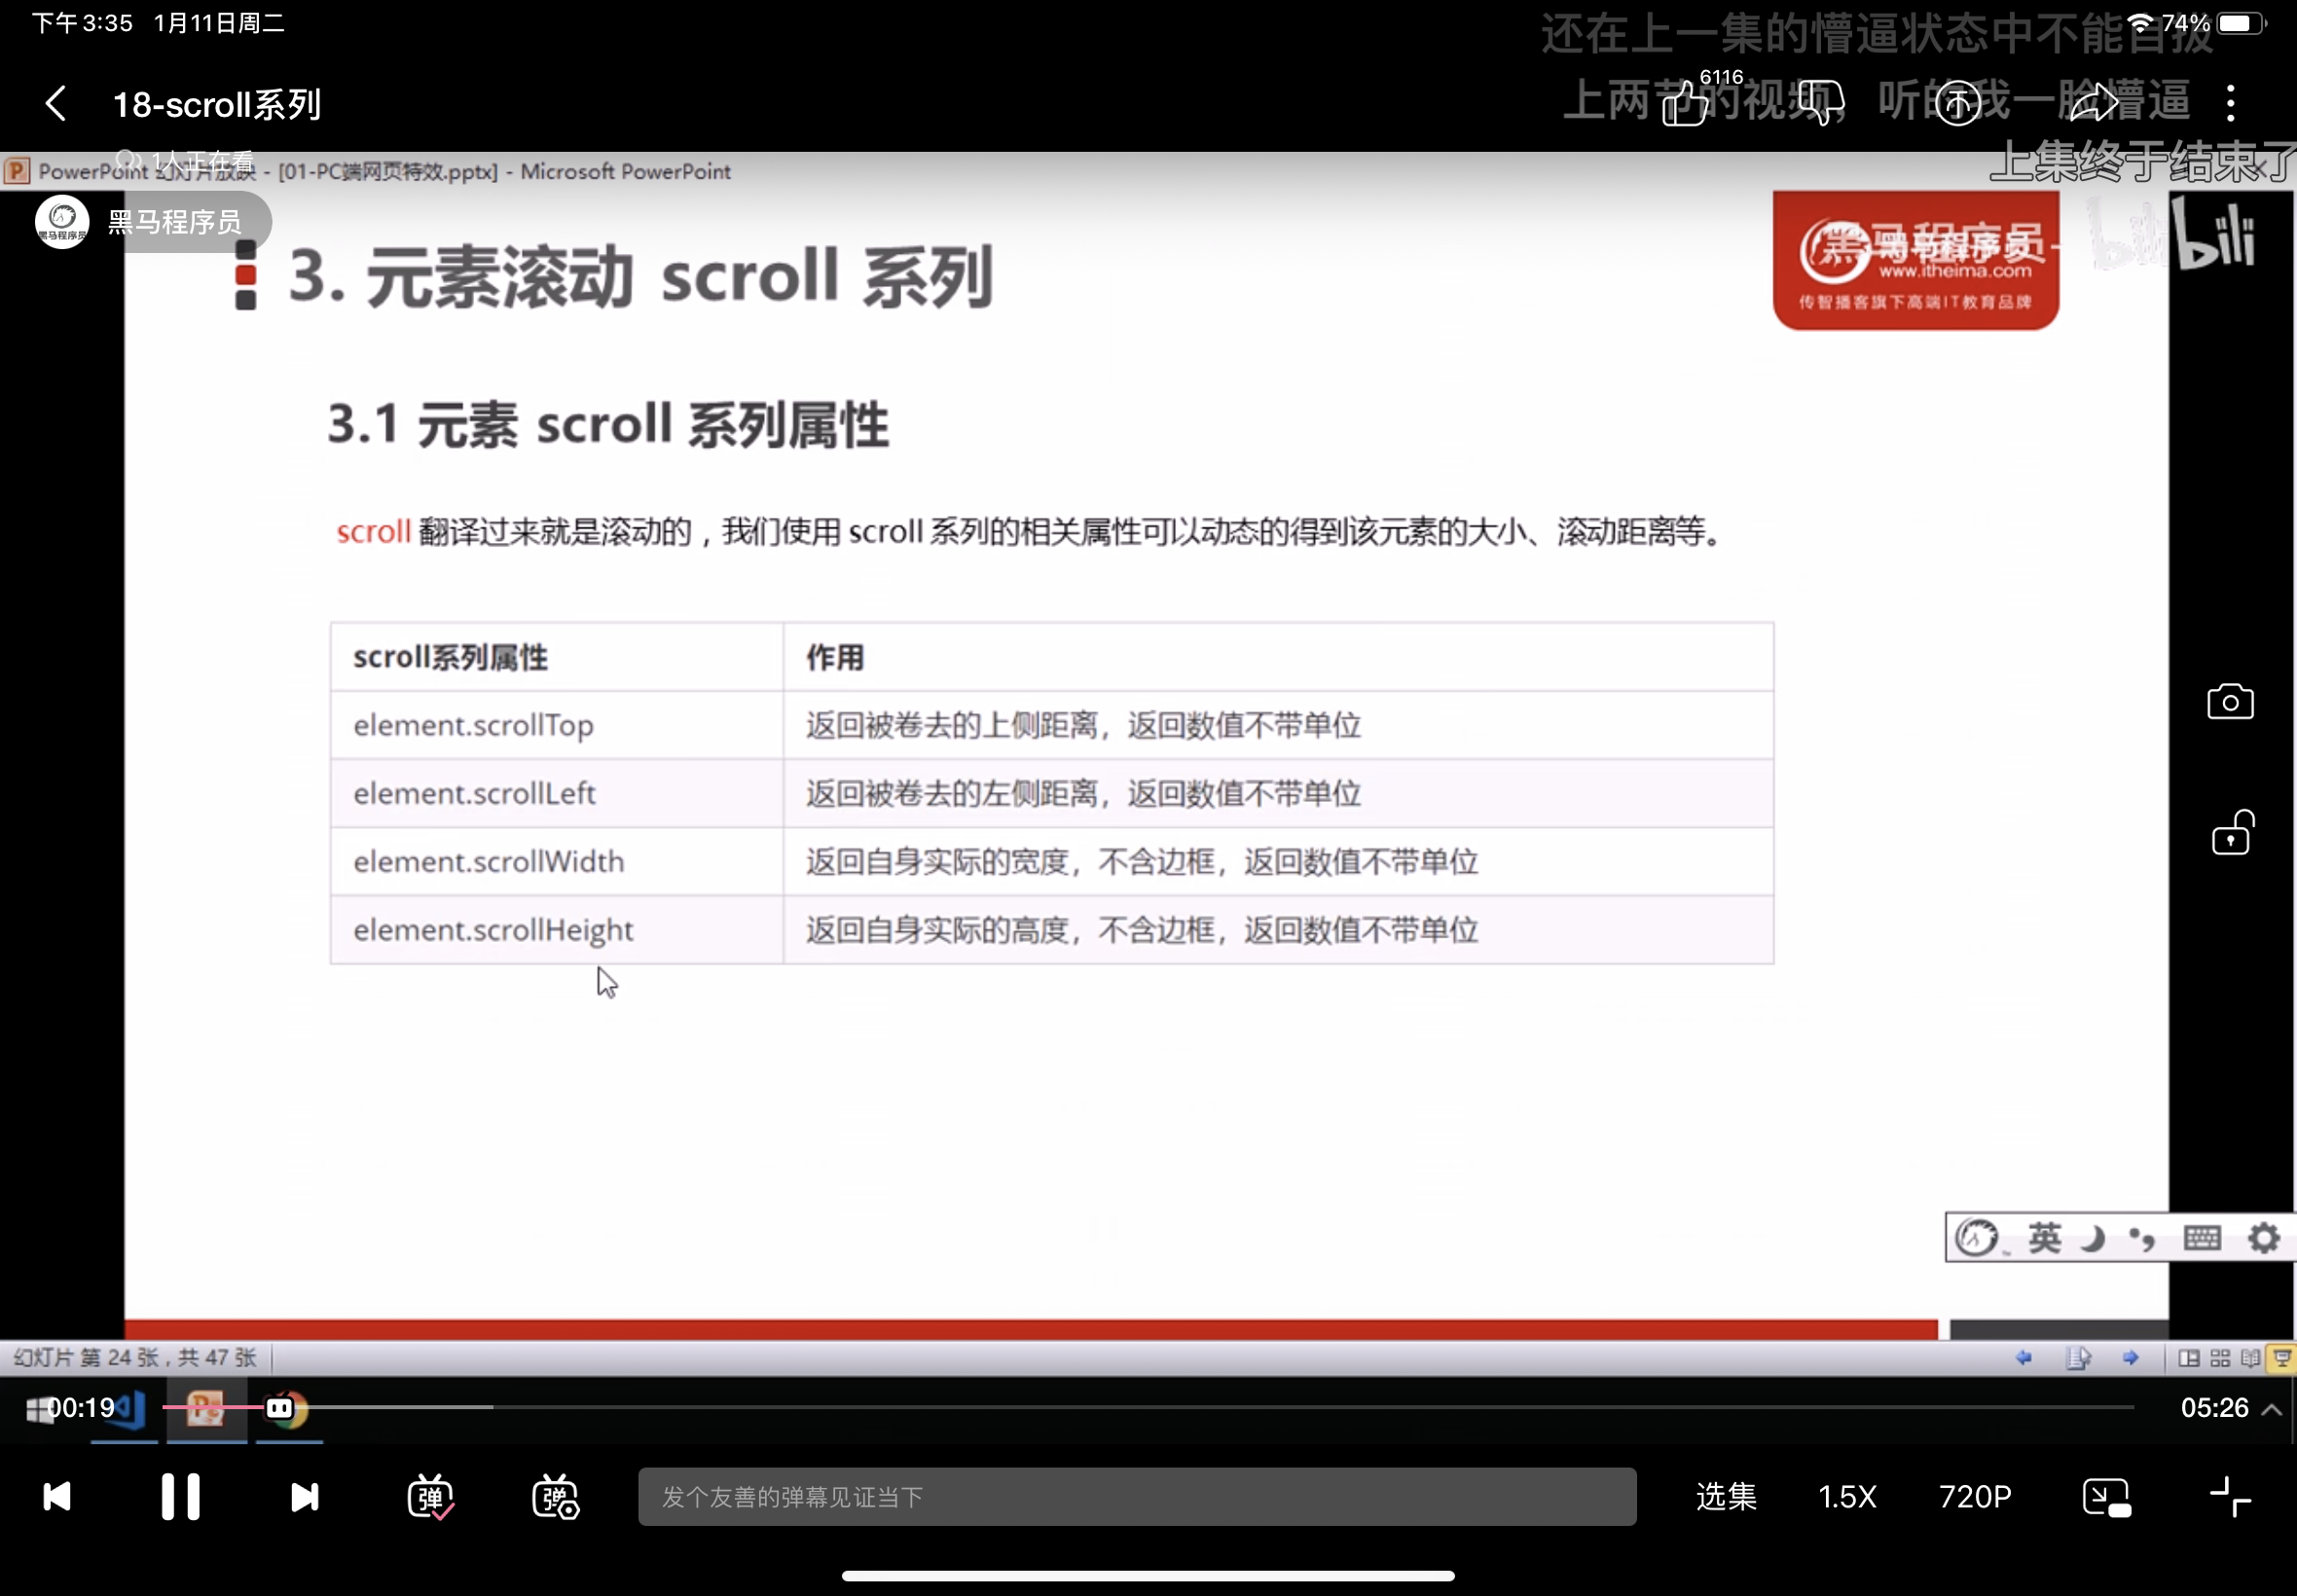 下午3:35 1月11日周二
74%
还在上一集的懵逼状态中不能自拔
18-scroll系列
6116
上两节的视频，听的我一脸懵逼
上集终于结束了
1人正在看
PowerPoint 幻灯片放映 - [01-PC端网页特效.pptx] - Microsoft PowerPoint
黑马程序员
黑马程序员
bilibili
www.itheima.com
传智播客旗下高端IT教育品牌
3. 元素滚动 scroll 系列
3.1 元素 scroll 系列属性
scroll 翻译过来就是滚动的，我们使用 scroll 系列的相关属性可以动态的得到该元素的大小、滚动距离等。
scroll系列属性 作用
element.scrollTop 返回被卷去的上侧距离，返回数值不带单位
element.scrollLeft 返回被卷去的左侧距离，返回数值不带单位
element.scrollWidth 返回自身实际的宽度，不含边框，返回数值不带单位
element.scrollHeight 返回自身实际的高度，不含边框，返回数值不带单位
英
幻灯片 第 24 张，共 47 张
00:19
05:26
弹
弹
发个友善的弹幕见证当下
选集
1.5X
720P